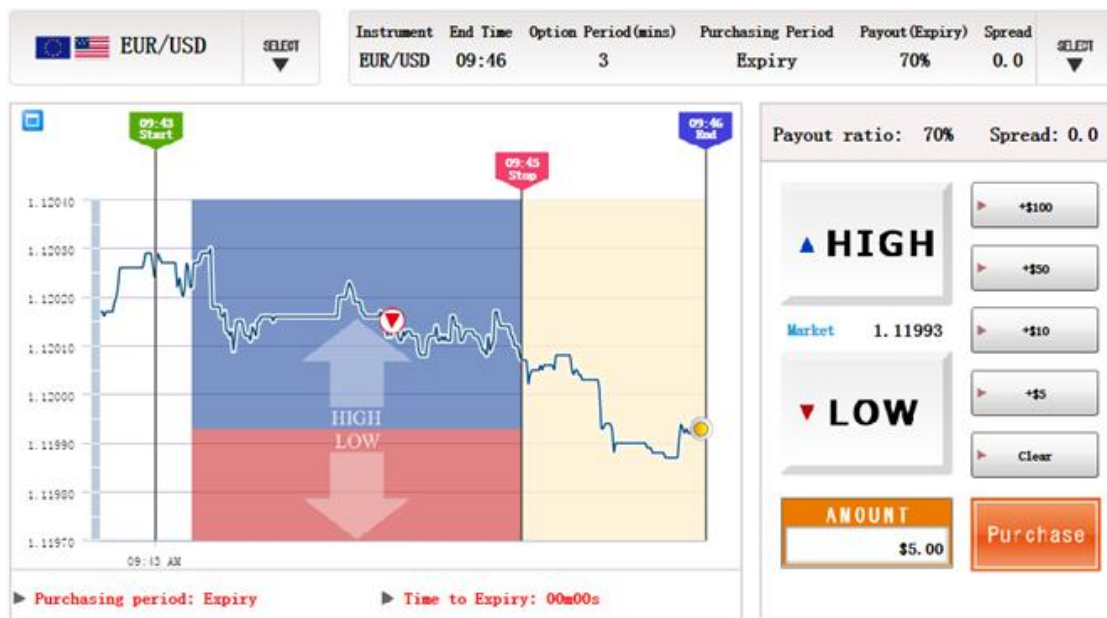 EUR/USD
SELECT
Instrument End Time Option Period(mins) Purchasing Period Payout(Expiry) Spread
EUR/USD 09:46 3 Expiry 70% 0.0
SELECT
09:43
Start
09:46
End
09:45
Stop
1.12040
1.12030
1.12020
1.12010
1.12000
1.11990
1.11980
1.11970
HIGH
LOW
09:43 AM
Purchasing period: Expiry
Time to Expiry: 00m00s
Payout ratio: 70% Spread: 0.0
HIGH
Market 1.11993
LOW
+$100
+$50
+$10
+$5
Clear
AMOUNT
$5.00
Purchase